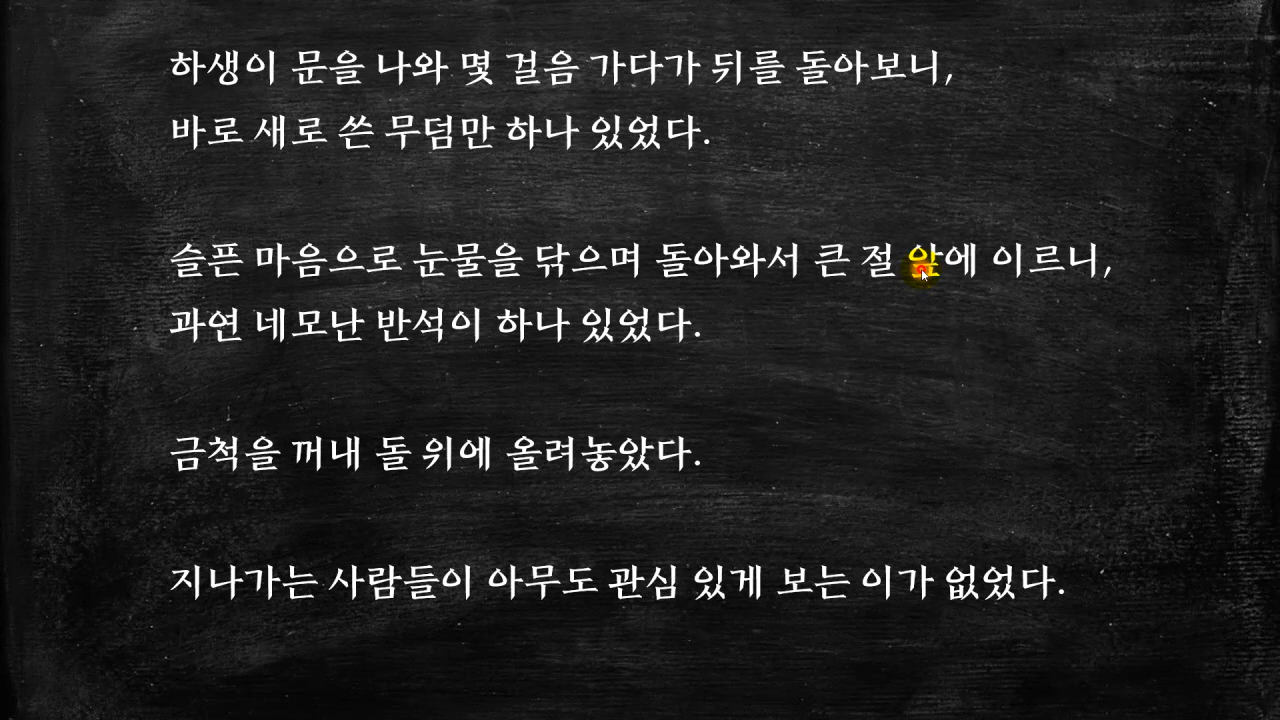 하생이 문을 나와 몇 걸음 가다가 뒤를 돌아보니,
바로 새로 쓴 무덤만 하나 있었다.
슬픈 마음으로 눈물을 닦으며 돌아와서 큰 절 앞에 이르니,
과연 네모난 반석이 하나 있었다.
금척을 꺼내 돌 위에 올려놓았다.
지나가는 사람들이 아무도 관심 있게 보는 이가 없었다.